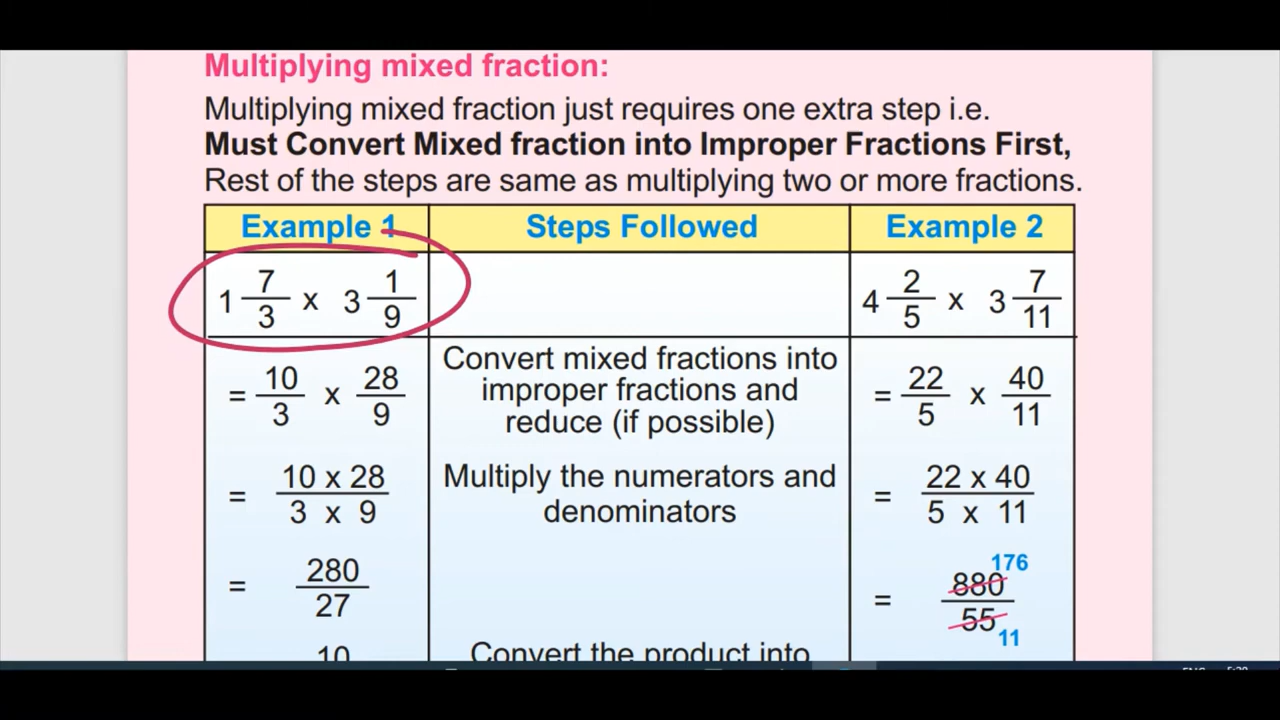 Multiplying mixed fraction:
Multiplying mixed fraction just requires one extra step i.e.
Must Convert Mixed fraction into Improper Fractions First,
Rest of the steps are same as multiplying two or more fractions.
Example 1 Steps Followed Example 2
1 7/3 x 3 1/9 4 2/5 x 3 7/11
= 10/3 x 28/9 Convert mixed fractions into improper fractions and reduce (if possible) = 22/5 x 40/11
= 10 x 28 / 3 x 9 Multiply the numerators and denominators = 22 x 40 / 5 x 11
= 280/27 = 880/55 176 11
10 Convert the product into